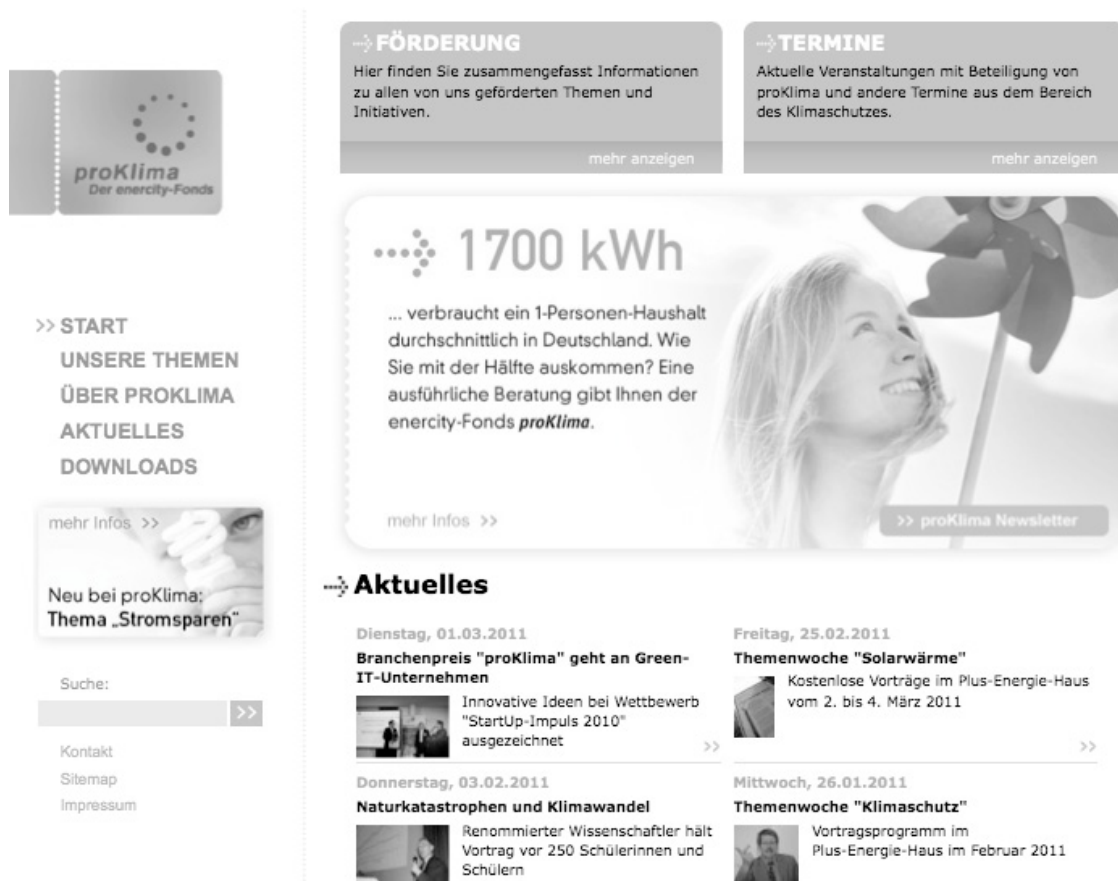 proKlima
Der enercity-Fonds
>> START
UNSERE THEMEN
ÜBER PROKLIMA
AKTUELLES
DOWNLOADS
mehr Infos >>
Neu bei proKlima:
Thema „Stromsparen"
Suche:
>>
Kontakt
Sitemap
Impressum
FÖRDERUNG
Hier finden Sie zusammengefasst Informationen
zu allen von uns geförderten Themen und
Initiativen.
mehr anzeigen
TERMINE
Aktuelle Veranstaltungen mit Beteiligung von
proKlima und andere Termine aus dem Bereich
des Klimaschutzes.
mehr anzeigen
1700 kWh
... verbraucht ein 1-Personen-Haushalt
durchschnittlich in Deutschland. Wie
Sie mit der Hälfte auskommen? Eine
ausführliche Beratung gibt Ihnen der
enercity-Fonds proKlima.
mehr Infos >>
>> proKlima Newsletter
Aktuelles
Dienstag, 01.03.2011
Branchenpreis "proKlima" geht an Green-
IT-Unternehmen
Innovative Ideen bei Wettbewerb
"StartUp-Impuls 2010"
ausgezeichnet
>>
Freitag, 25.02.2011
Themenwoche "Solarwärme"
Kostenlose Vorträge im Plus-Energie-Haus
vom 2. bis 4. März 2011
>>
Donnerstag, 03.02.2011
Naturkatastrophen und Klimawandel
Renommierter Wissenschaftler hält
Vortrag vor 250 Schülerinnen und
Schülern
Mittwoch, 26.01.2011
Themenwoche "Klimaschutz"
Vortragsprogramm im
Plus-Energie-Haus im Februar 2011